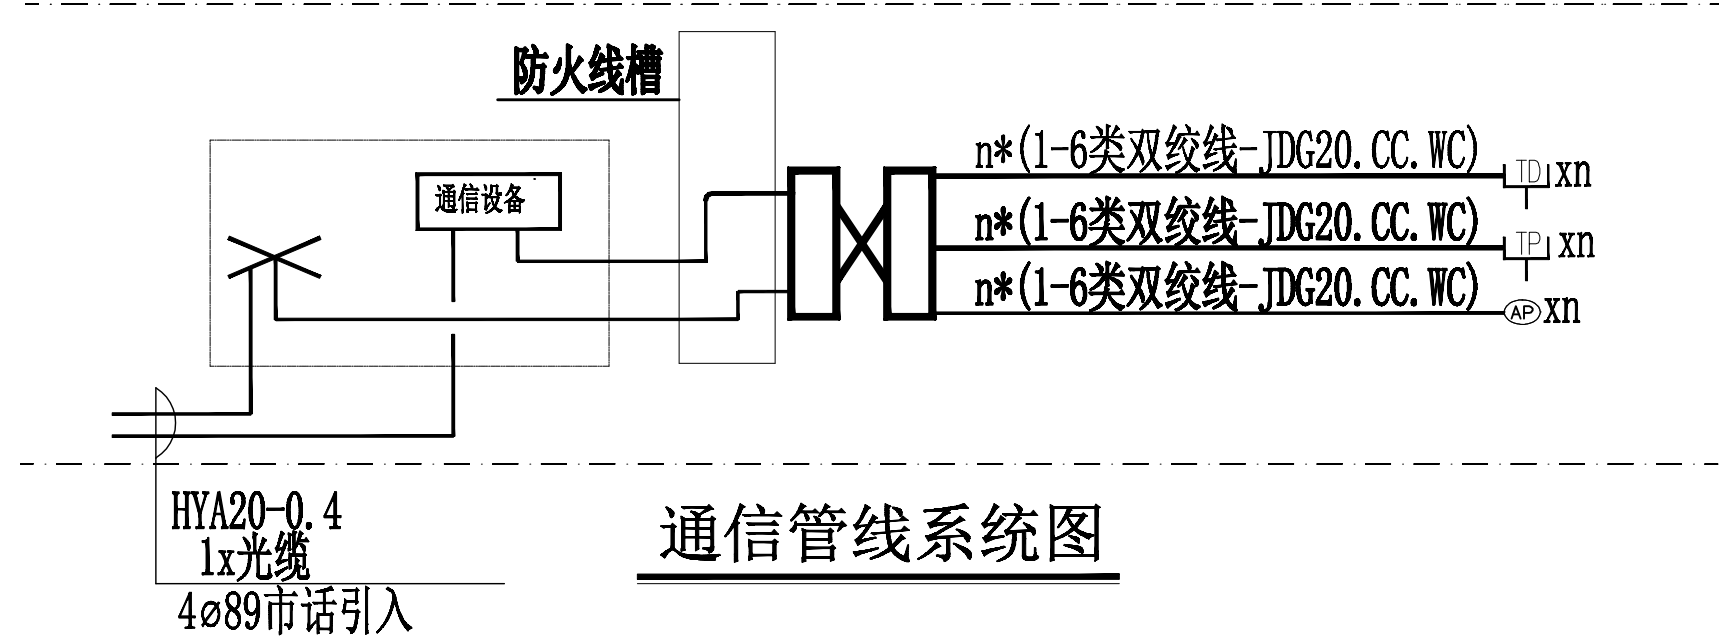 防火线槽
通信设备
n*(1-6类双绞线-JDG20.CC.WC)
TD xn
n*(1-6类双绞线-JDG20.CC.WC)
TP xn
n*(1-6类双绞线-JDG20.CC.WC)
AP xn
HYA20-0.4
1x光缆
4⌀89市话引入
通信管线系统图